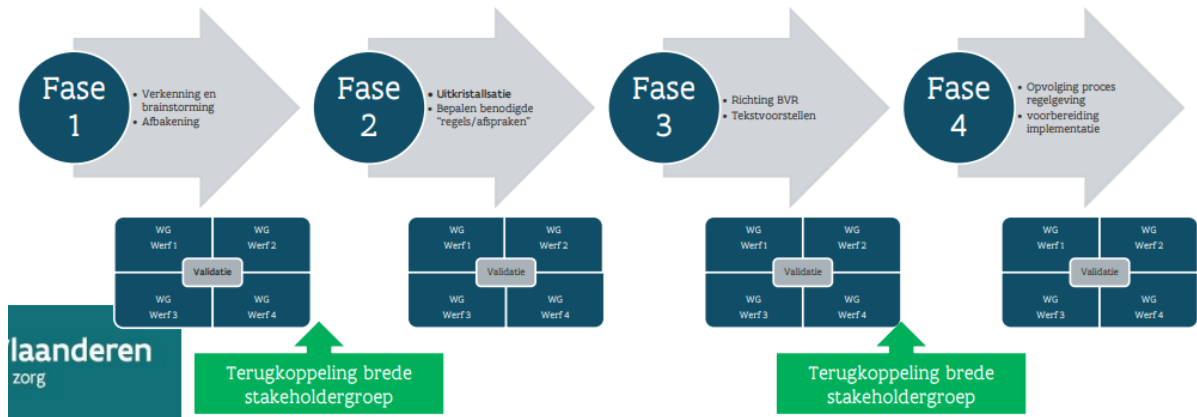 Fase
1
• Verkenning en
brainstorming
• Afbakening
Fase
2
• Uitkristallsatie
• Bepalen benodigde
"regels/afspraken"
Fase
3
• Richting BVR
• Tekstvoorstellen
Fase
4
• Opvolging proces
regelgeving
• voorbereiding
implementatie
WG
Werf 1
WG
Werf 2
Validatie
WG
Werf 3
WG
Werf 4
WG
Werf 1
WG
Werf 2
Validatie
WG
Werf 3
WG
Werf 4
WG
Werf 1
WG
Werf 2
Validatie
WG
Werf 3
WG
Werf 4
WG
Werf 1
WG
Werf 2
Validatie
WG
Werf 3
WG
Werf 4
laanderen
zorg
Terugkoppeling brede
stakeholdergroep
Terugkoppeling brede
stakeholdergroep